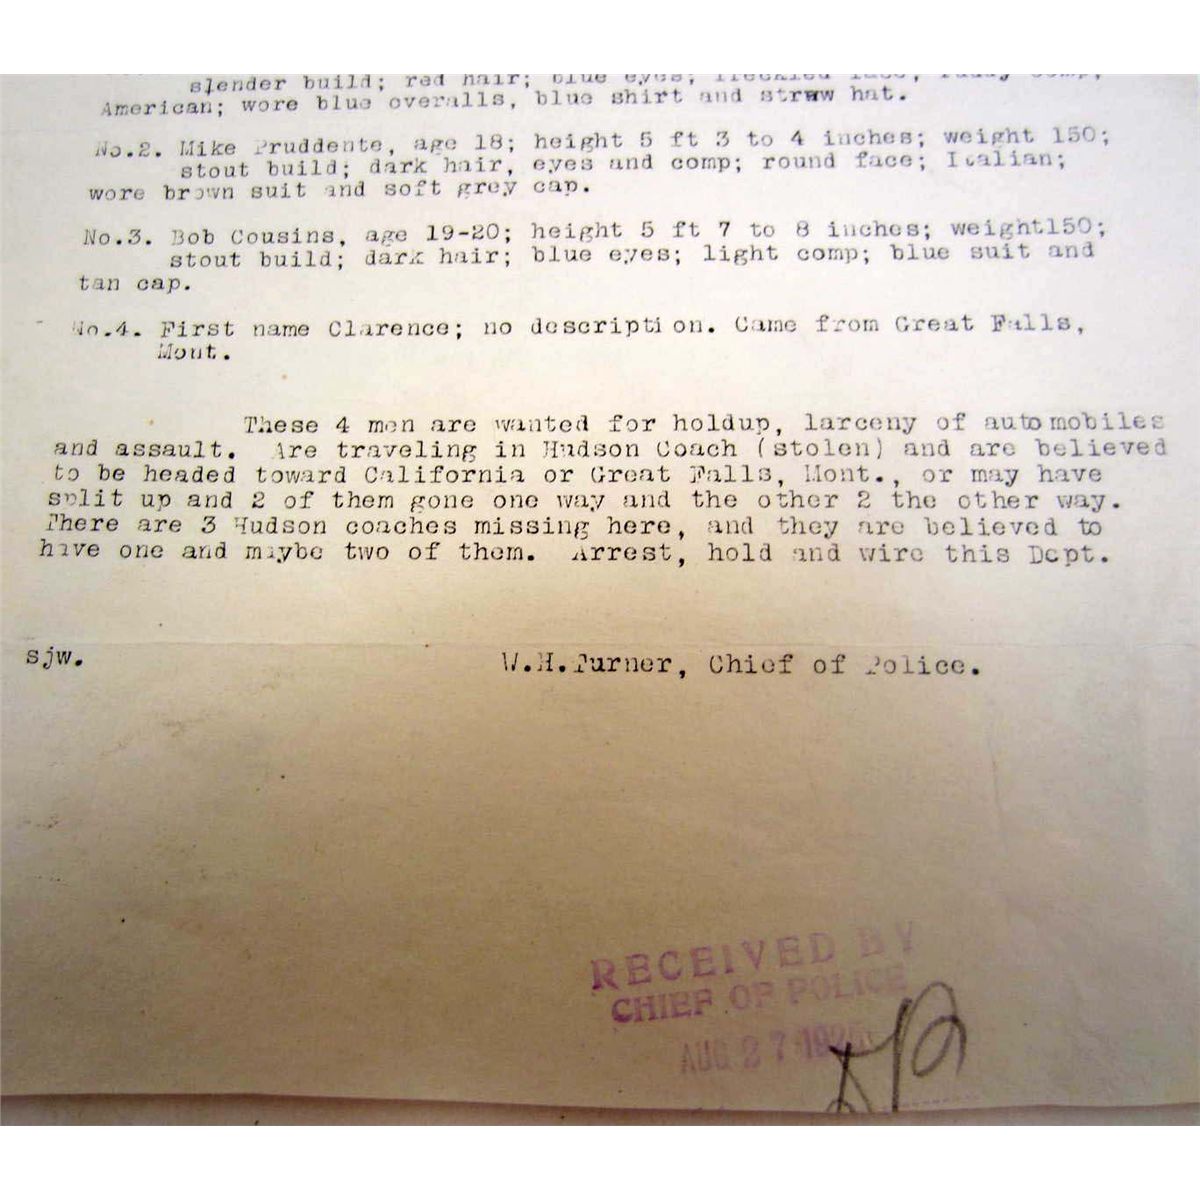 slender build; red hair; blue eyes; freckled face; ruddy comp;
American; wore blue overalls, blue shirt and straw hat.
No.2. Mike Pruddente, age 18; height 5 ft 3 to 4 inches; weight 150;
stout build; dark hair, eyes and comp; round face; Italian;
wore brown suit and soft grey cap.
No.3. Bob Cousins, age 19-20; height 5 ft 7 to 8 inches; weight150;
stout build; dark hair; blue eyes; light comp; blue suit and
tan cap.
No.4. First name Clarence; no description. Came from Great Falls,
Mont.
These 4 men are wanted for holdup, larceny of automobiles
and assault. Are traveling in Hudson Coach (stolen) and are believed
to be headed toward California or Great Falls, Mont., or may have
split up and 2 of them gone one way and the other 2 the other way.
There are 3 Hudson coaches missing here, and they are believed to
have one and maybe two of them. Arrest, hold and wire this Dept.
sjw. W.H.Turner, Chief of Police.
RECEIVED BY
CHIEF OF POLICE
AUG 27